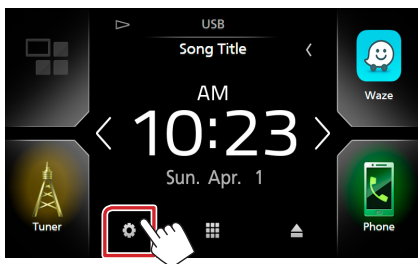 USB
Song Title
AM
10:23
Sun. Apr. 1
Waze
Tuner
Phone